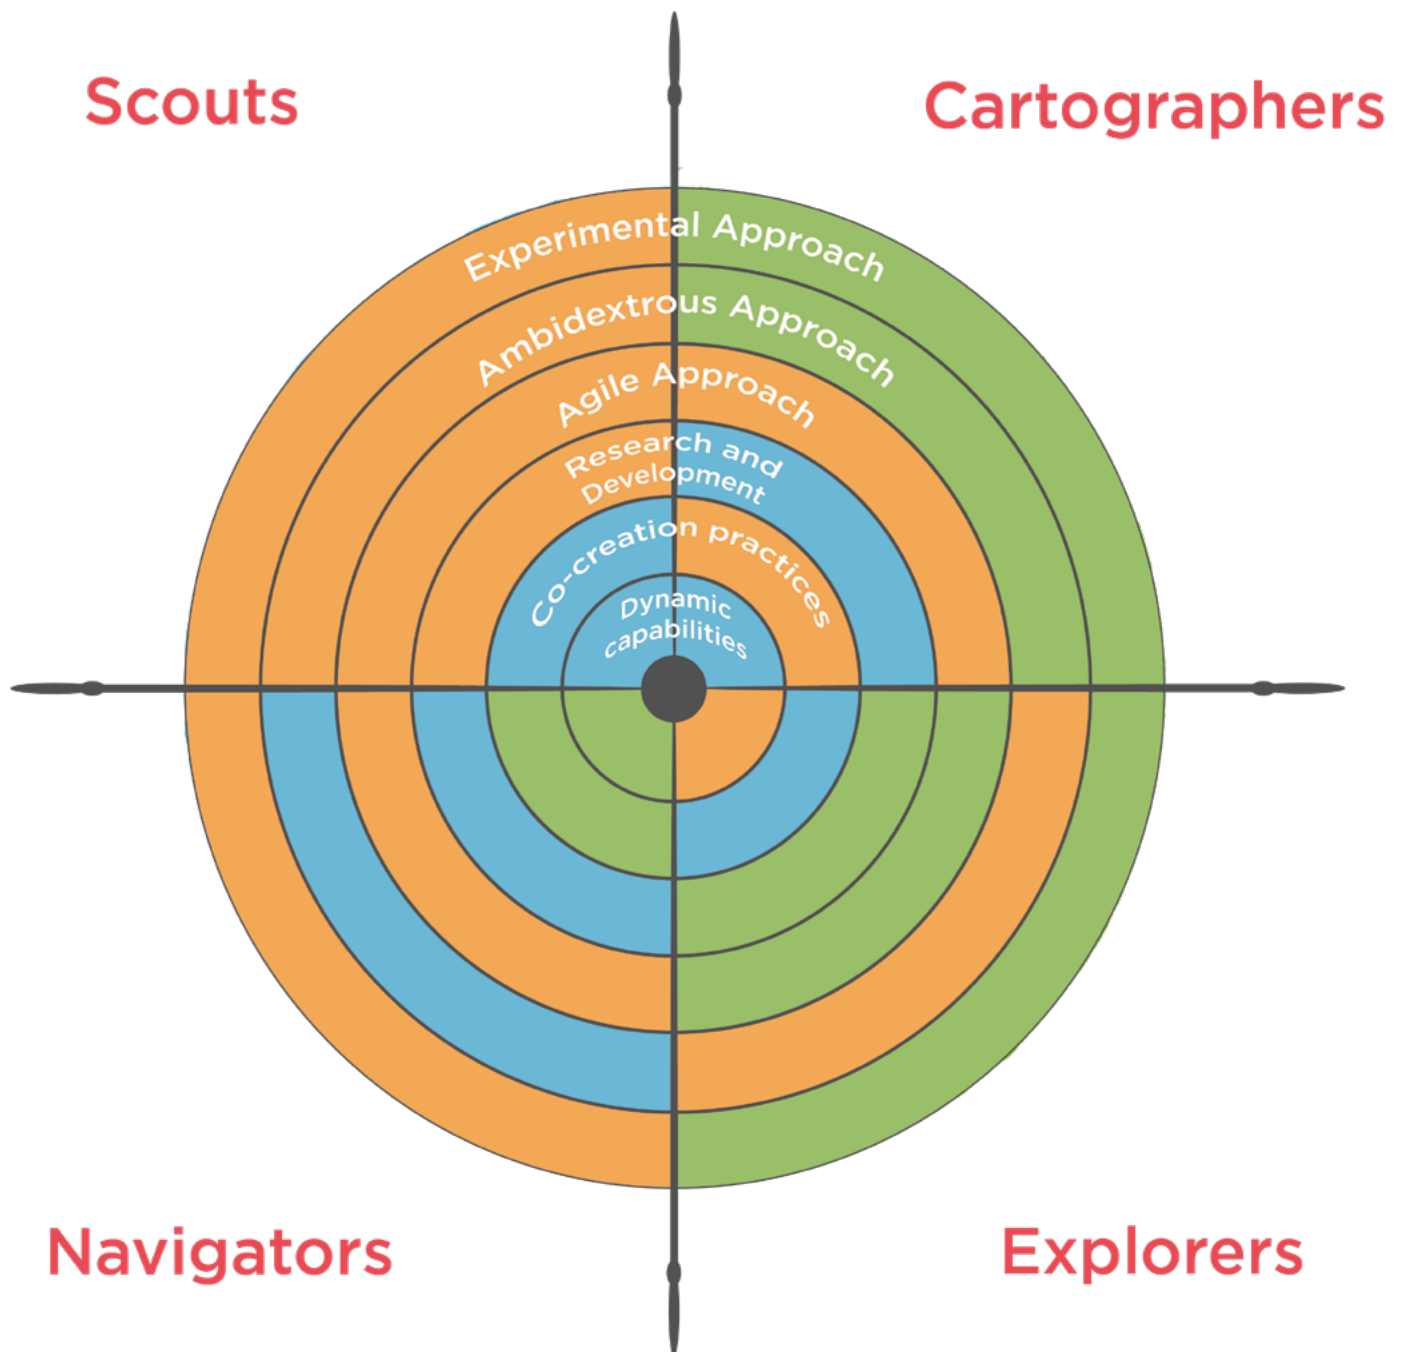 Scouts
Cartographers
Experimental Approach
Ambidextrous Approach
Agile Approach
Research and
Development
Co-creation practices
Dynamic
capabilities
Navigators
Explorers